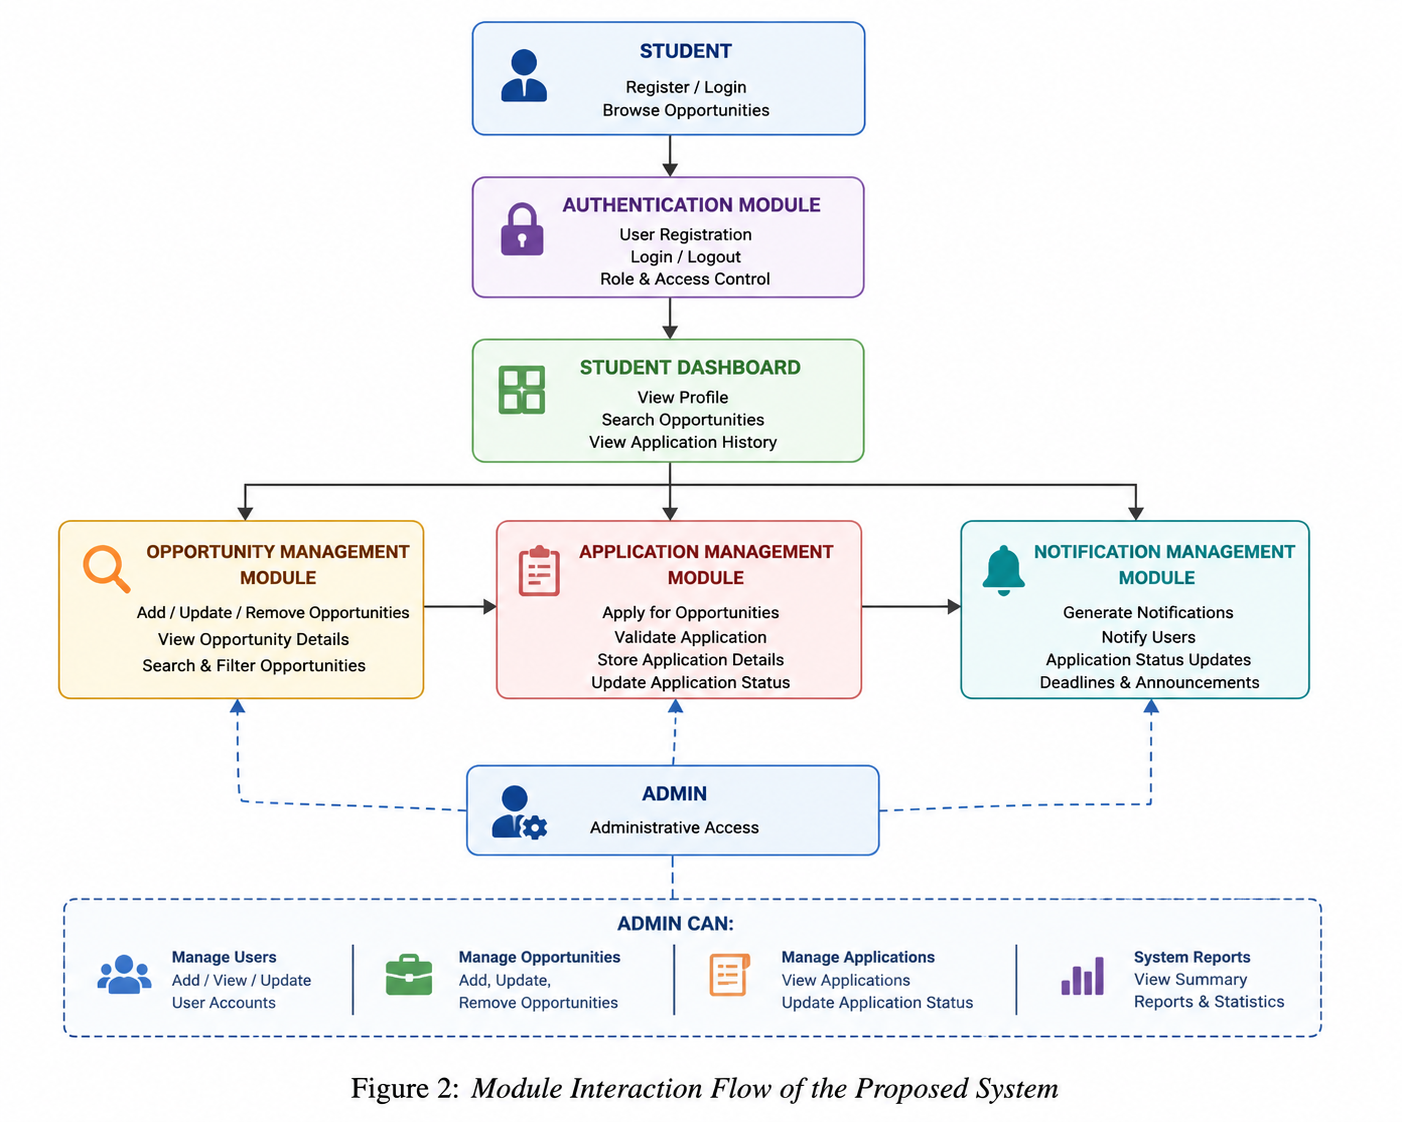 STUDENT
Register / Login
Browse Opportunities
AUTHENTICATION MODULE
User Registration
Login / Logout
Role & Access Control
STUDENT DASHBOARD
View Profile
Search Opportunities
View Application History
OPPORTUNITY MANAGEMENT
MODULE
Add / Update / Remove Opportunities
View Opportunity Details
Search & Filter Opportunities
APPLICATION MANAGEMENT
MODULE
Apply for Opportunities
Validate Application
Store Application Details
Update Application Status
NOTIFICATION MANAGEMENT
MODULE
Generate Notifications
Notify Users
Application Status Updates
Deadlines & Announcements
ADMIN
Administrative Access
ADMIN CAN:
Manage Users
Add / View / Update
User Accounts
Manage Opportunities
Add, Update,
Remove Opportunities
Manage Applications
View Applications
Update Application Status
System Reports
View Summary
Reports & Statistics
Figure 2: Module Interaction Flow of the Proposed System